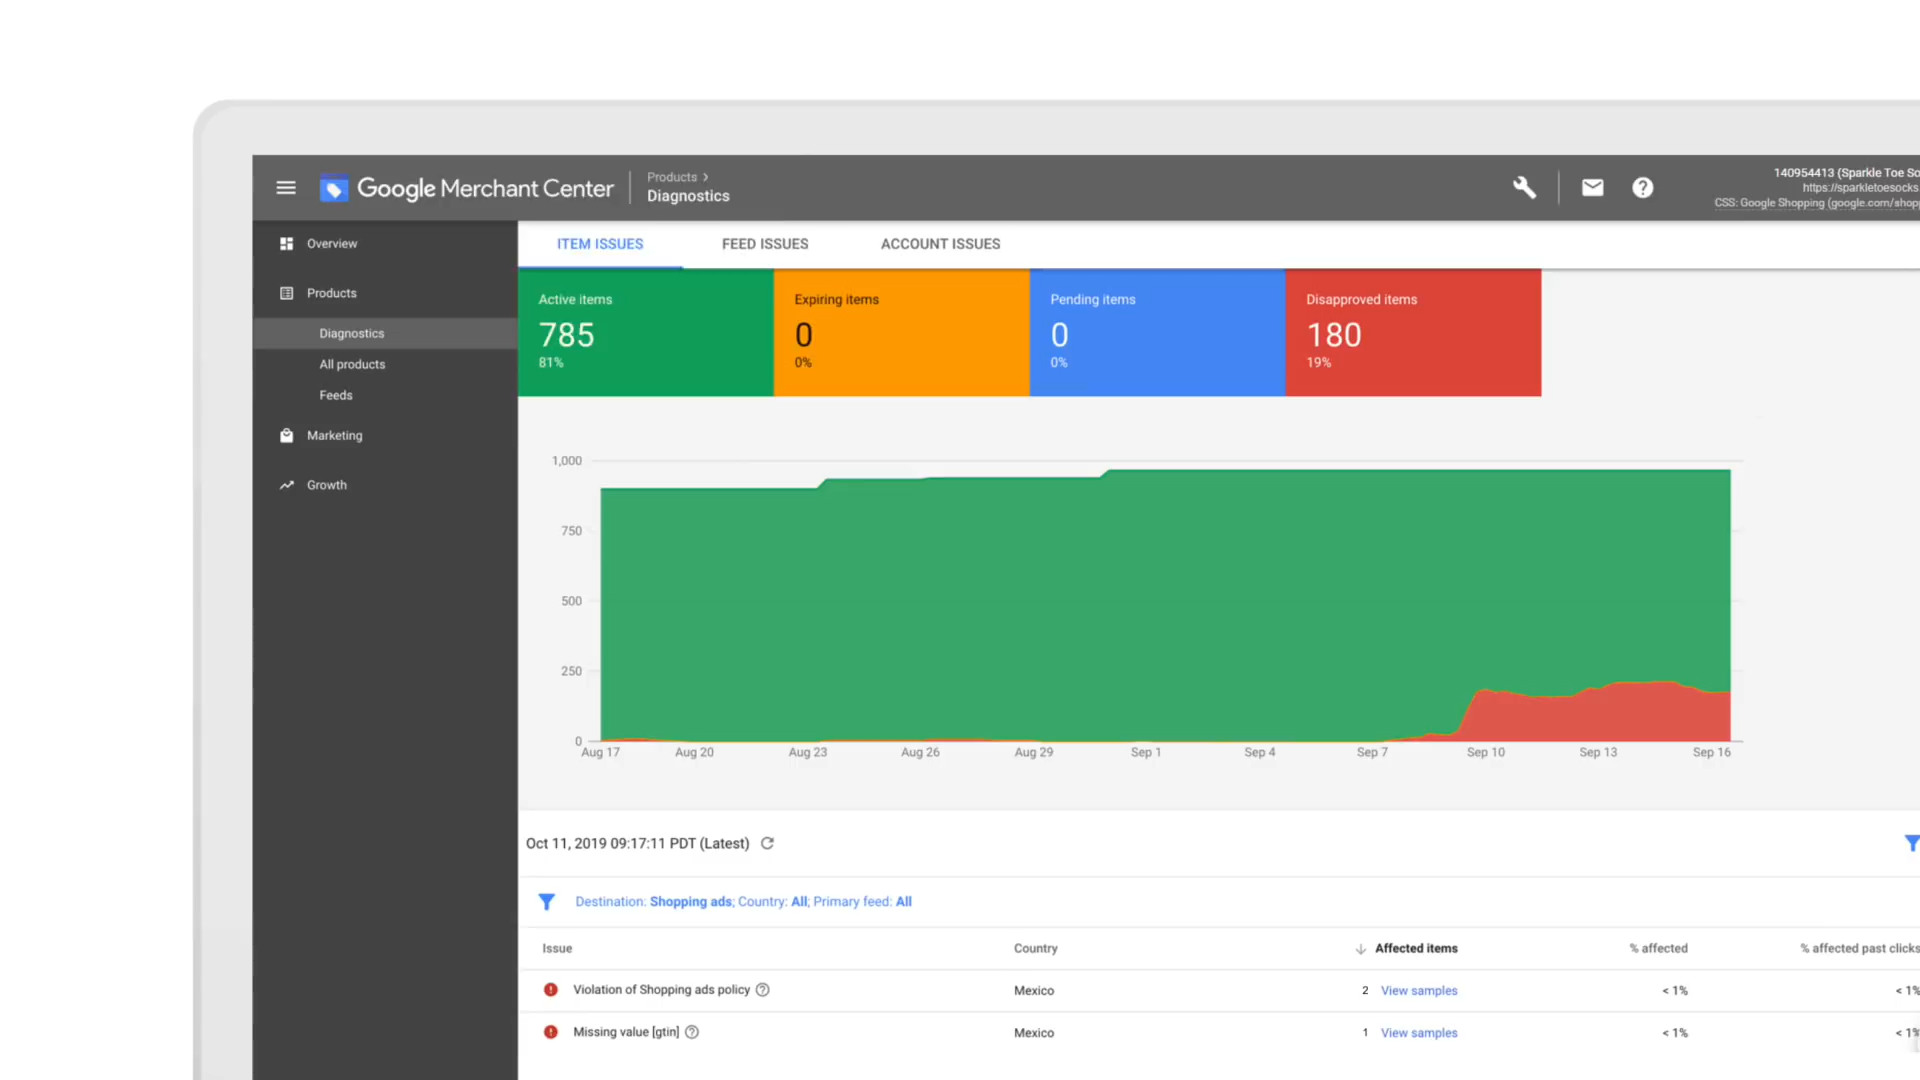 Google Merchant Center
Products >
Diagnostics
140954413 (Sparkle Toe So
https://sparkletoesocks.
CSS: Google Shopping (google.com/shop
Overview
Products
Diagnostics
All products
Feeds
Marketing
Growth
ITEM ISSUES FEED ISSUES ACCOUNT ISSUES
Active items
785
81%
Expiring items
0
0%
Pending items
0
0%
Disapproved items
180
19%
1,000
750
500
250
0
Aug 17 Aug 20 Aug 23 Aug 26 Aug 29 Sep 1 Sep 4 Sep 7 Sep 10 Sep 13 Sep 16
Oct 11, 2019 09:17:11 PDT (Latest)
Destination: Shopping ads; Country: All; Primary feed: All
Issue Country Affected items % affected % affected past clicks
Violation of Shopping ads policy Mexico 2 View samples < 1% < 1%
Missing value [gtin] Mexico 1 View samples < 1% < 1%